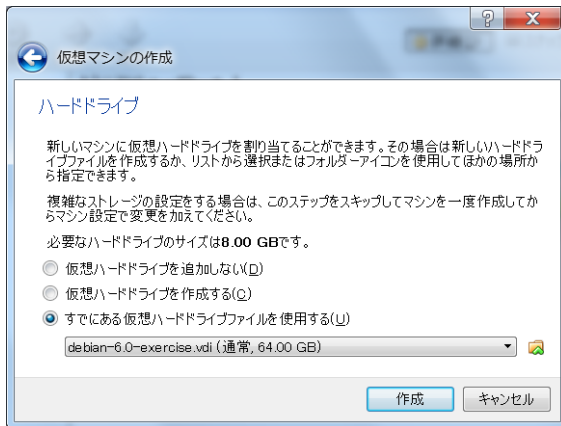 仮想マシンの作成
ハードドライブ
新しいマシンに仮想ハードドライブを割り当てることができます。その場合は新しいハードドラ
イブファイルを作成するか、リストから選択またはフォルダーアイコンを使用してほかの場所か
ら指定できます。
複雑なストレージの設定をする場合は、このステップをスキップしてマシンを一度作成してか
らマシン設定で変更を加えてください。
必要なハードドライブのサイズは8.00 GBです。
仮想ハードドライブを追加しない(D)
仮想ハードドライブを作成する(C)
すでにある仮想ハードドライブファイルを使用する(U)
debian-6.0-exercise.vdi (通常, 64.00 GB)
作成
キャンセル